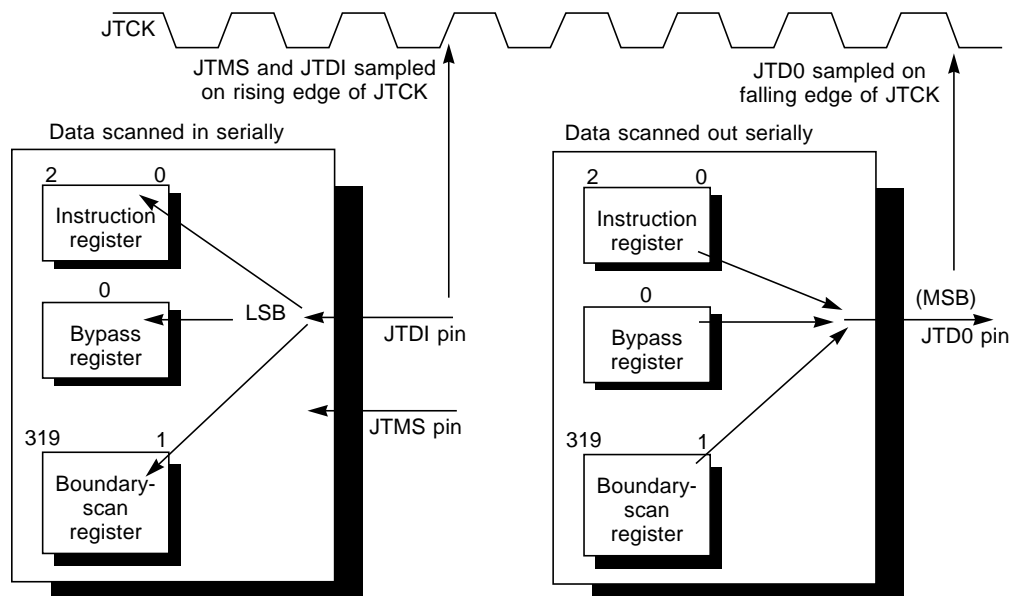 JTCK
JTMS and JTDI sampled
on rising edge of JTCK
JTD0 sampled on
falling edge of JTCK
Data scanned in serially
2 0
Instruction
register
0
Bypass
register
LSB
JTDI pin
JTMS pin
319 1
Boundary-
scan
register
Data scanned out serially
2 0
Instruction
register
0
Bypass
register
(MSB)
JTD0 pin
319 1
Boundary-
scan
register